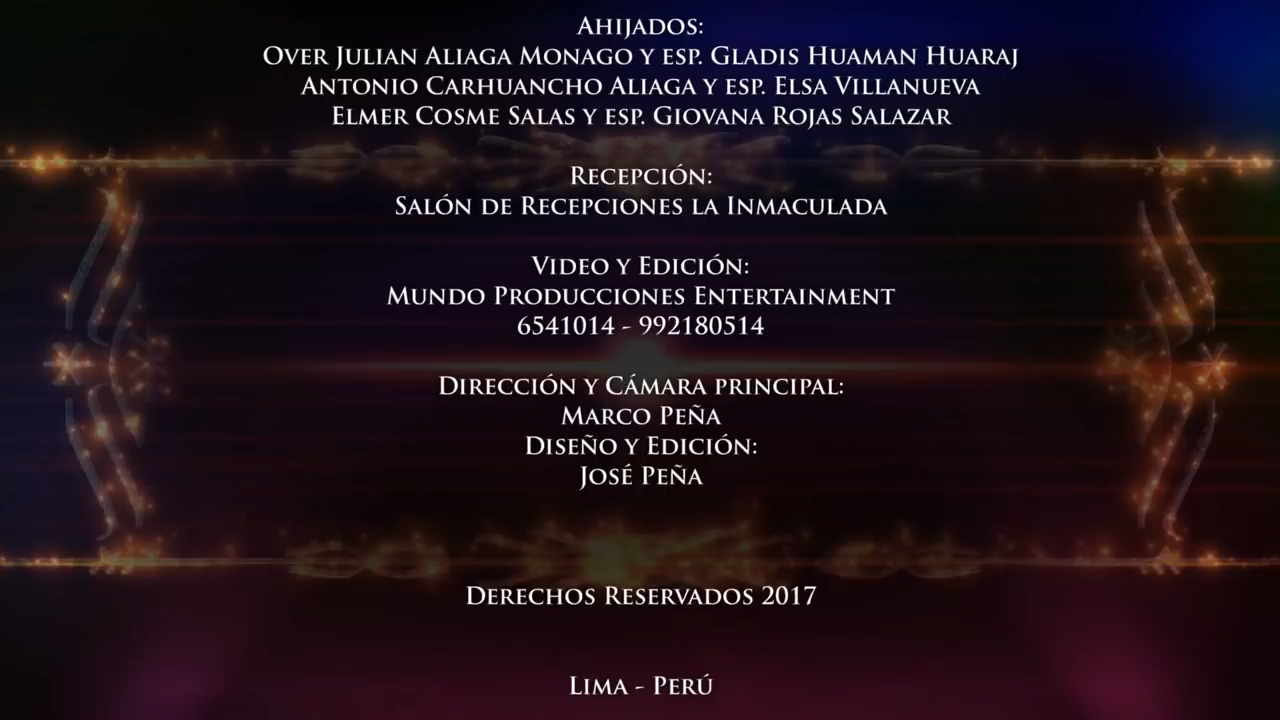 Ahijados:
Over Julian Aliaga Monago y esp. Gladis Huaman Huaraj
Antonio Carhuancho Aliaga y esp. Elsa Villanueva
Elmer Cosme Salas y esp. Giovana Rojas Salazar
Recepción:
Salón de Recepciones la Inmaculada
Video y Edición:
Mundo Producciones Entertainment
6541014 - 992180514
Dirección y Cámara principal:
Marco Peña
Diseño y Edición:
José Peña
Derechos Reservados 2017
Lima - Perú